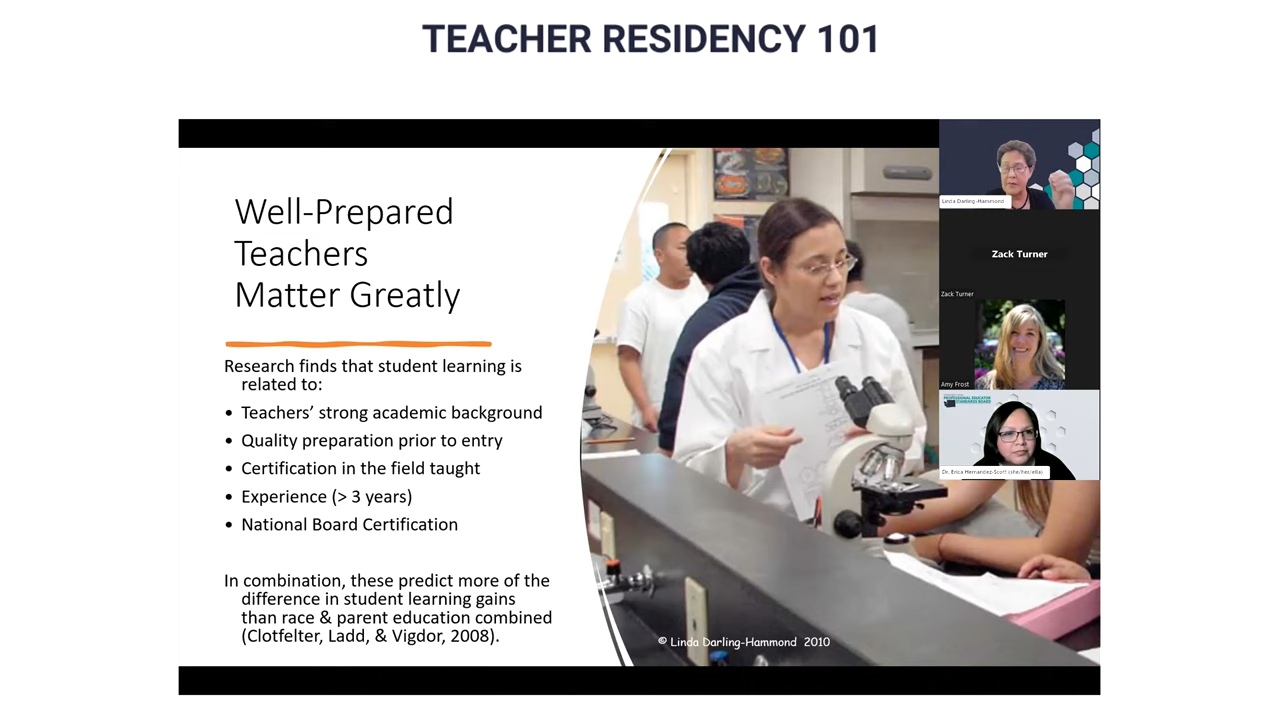 TEACHER RESIDENCY 101
Well-Prepared
Teachers
Matter Greatly
Research finds that student learning is
related to:
• Teachers’ strong academic background
• Quality preparation prior to entry
• Certification in the field taught
• Experience (> 3 years)
• National Board Certification
In combination, these predict more of the
difference in student learning gains
than race & parent education combined
(Clotfelter, Ladd, & Vigdor, 2008).
© Linda Darling-Hammond 2010
Linda Darling-Hammond
Zack Turner
Zack Turner
Amy Frost
PROFESSIONAL EDUCATOR
STANDARDS BOARD
Dr. Erica Hernandez-Scott (she/her/ella)